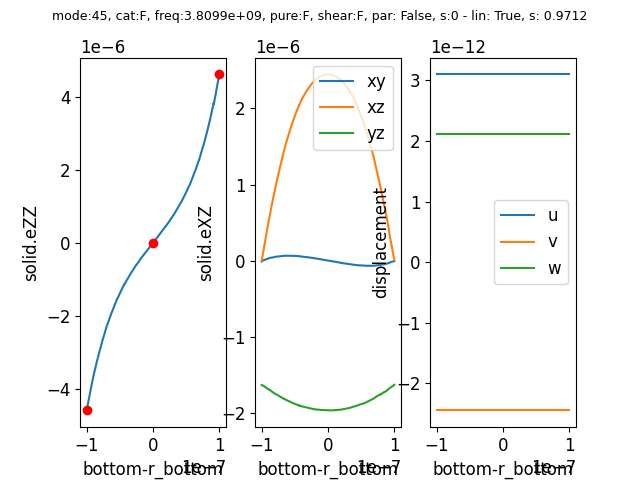 mode:45, cat:F, freq:3.8099e+09, pure:F, shear:F, par: False, s:0 - lin: True, s: 0.9712
1e−6
solid.eZZ
4
2
0
−2
−4
−1
0
1
1e−7
bottom-r_bottom
1e−6
solid.eXZ
xy
xz
yz
2
1
0
−1
−2
−1
0
1
1e−7
bottom-r_bottom
1e−12
displacement
u
v
w
3
2
1
0
−1
−2
−1
0
1
1e−7
bottom-r_bottom